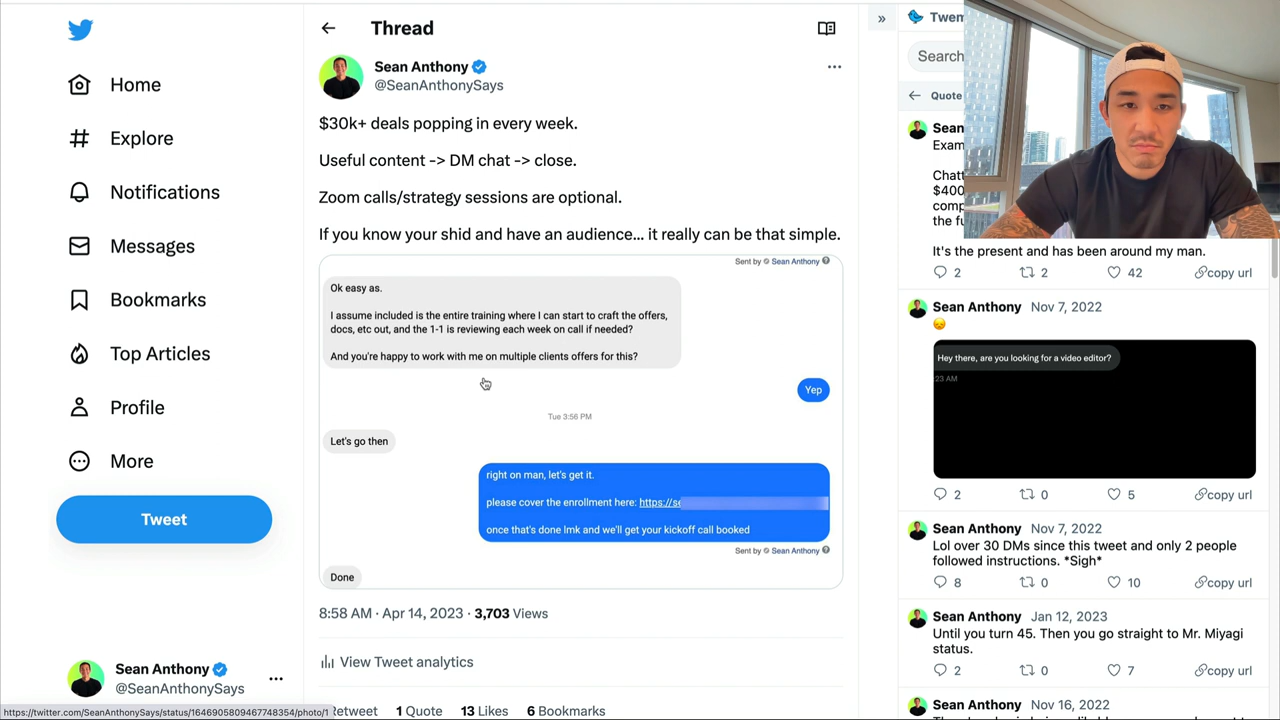 Home
Explore
Notifications
Messages
Bookmarks
Top Articles
Profile
More
Tweet
Sean Anthony
@SeanAnthonySays
https://twitter.com/SeanAnthonySays/status/1646905809467748354/photo/1
Thread
Sean Anthony
@SeanAnthonySays
$30k+ deals popping in every week.
Useful content -> DM chat -> close.
Zoom calls/strategy sessions are optional.
If you know your shid and have an audience... it really can be that simple.
Sent by Sean Anthony
Ok easy as.
I assume included is the entire training where I can start to craft the offers,
docs, etc out, and the 1-1 is reviewing each week on call if needed?
And you're happy to work with me on multiple clients offers for this?
Yep
Tue 3:56 PM
Let's go then
right on man, let's get it.
please cover the enrollment here: https://se
once that's done lmk and we'll get your kickoff call booked
Sent by Sean Anthony
Done
8:58 AM · Apr 14, 2023 · 3,703 Views
View Tweet analytics
Retweet 1 Quote 13 Likes 6 Bookmarks
»
Search
Quote
It's the present and has been around my man.
2 2 42 copy url
Sean Anthony Nov 7, 2022
Hey there, are you looking for a video editor?
23 AM
2 0 5 copy url
Sean Anthony Nov 7, 2022
Lol over 30 DMs since this tweet and only 2 people
followed instructions. *Sigh*
8 0 10 copy url
Sean Anthony Jan 12, 2023
Until you turn 45. Then you go straight to Mr. Miyagi
status.
2 0 7 copy url
Sean Anthony Nov 16, 2022